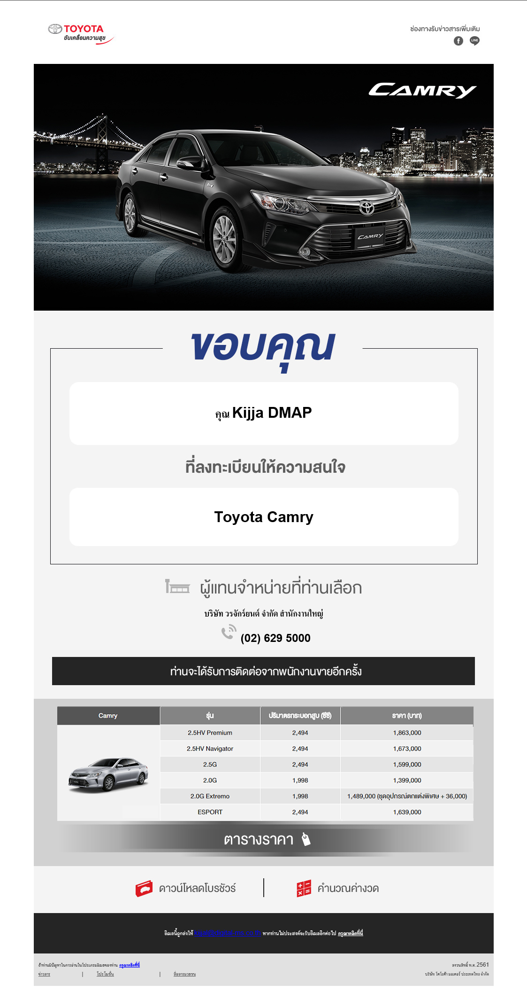 TOYOTA
ขับเคลื่อนความสุข
ช่องทางรับข่าวสารเพิ่มเติม
LINE
CAMRY
CAMRY
ขอบคุณ
คุณ Kijja DMAP
ที่ลงทะเบียนให้ความสนใจ
Toyota Camry
ผู้แทนจำหน่ายที่ท่านเลือก
บริษัท วรจักร์ยนต์ จำกัด สำนักงานใหญ่
(02) 629 5000
ท่านจะได้รับการติดต่อจากพนักงานขายอีกครั้ง
Camry รุ่น ปริมาตรกระบอกสูบ (ซีซี) ราคา (บาท)
2.5HV Premium 2,494 1,863,000
2.5HV Navigator 2,494 1,673,000
2.5G 2,494 1,599,000
2.0G 1,998 1,399,000
2.0G Extremo 1,998 1,489,000 (ชุดอุปกรณ์ตกแต่งพิเศษ + 36,000)
ESPORT 2,494 1,639,000
ตารางราคา
ดาวน์โหลดโบรชัวร์ | คำนวณค่างวด
อีเมลนี้ถูกส่งให้ หากท่านไม่ประสงค์จะรับอีเมลอีกต่อไป กรุณาคลิกที่นี่
ถ้าท่านมีปัญหาในการอ่านในโปรแกรมอีเมลของท่าน กรุณาคลิกที่นี่
สงวนสิทธิ์ พ.ศ. 2561
ข่าวสาร | โปรโมชั่น | สื่อสารมวลชน
บริษัท โตโยต้า มอเตอร์ ประเทศไทย จำกัด